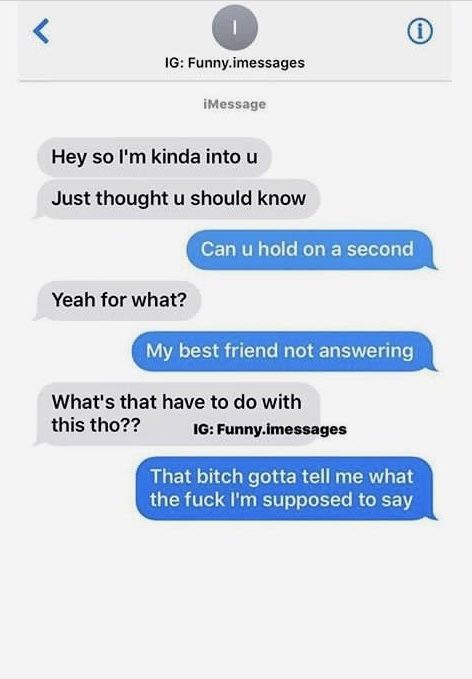 I
IG: Funny.imessages
iMessage
Hey so I'm kinda into u
Just thought u should know
Can u hold on a second
Yeah for what?
My best friend not answering
What's that have to do with
this tho??
IG: Funny.imessages
That bitch gotta tell me what
the fuck I'm supposed to say